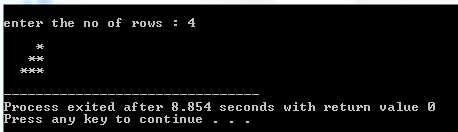 enter the no of rows : 4
    *
   **
  ***
--------------------------------
Process exited after 8.854 seconds with return value 0
Press any key to continue . . .